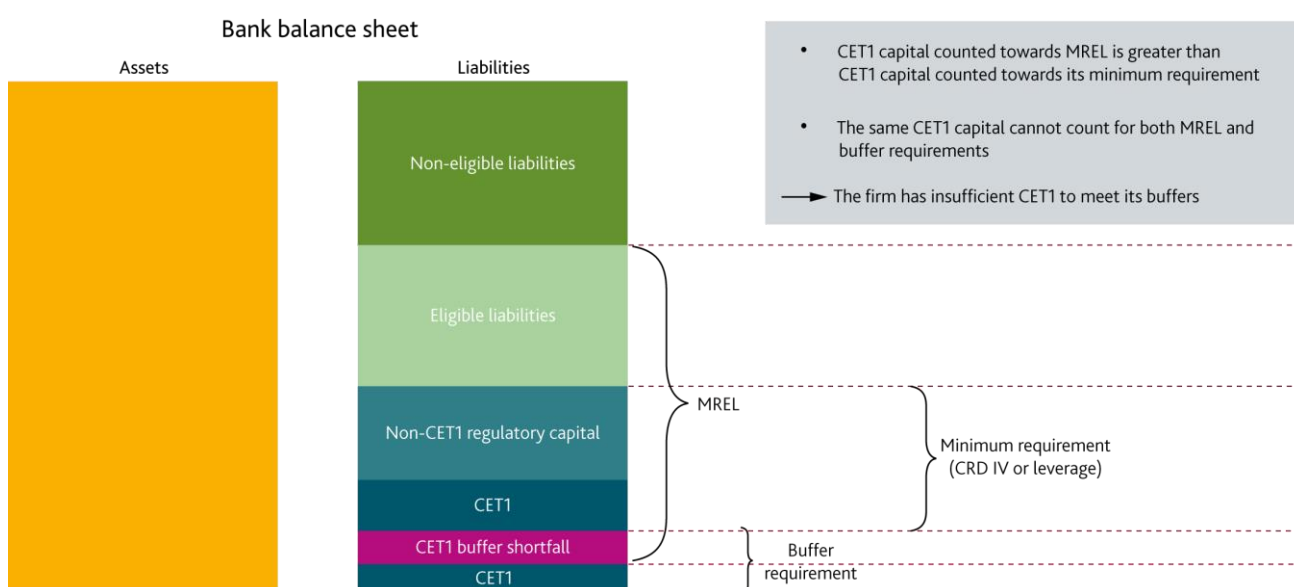 Bank balance sheet
Assets
Liabilities
• CET1 capital counted towards MREL is greater than
CET1 capital counted towards its minimum requirement
• The same CET1 capital cannot count for both MREL and
buffer requirements
The firm has insufficient CET1 to meet its buffers
Non-eligible liabilities
Eligible liabilities
MREL
Non-CET1 regulatory capital
Minimum requirement
(CRD IV or leverage)
CET1
CET1 buffer shortfall
CET1
Buffer
requirement